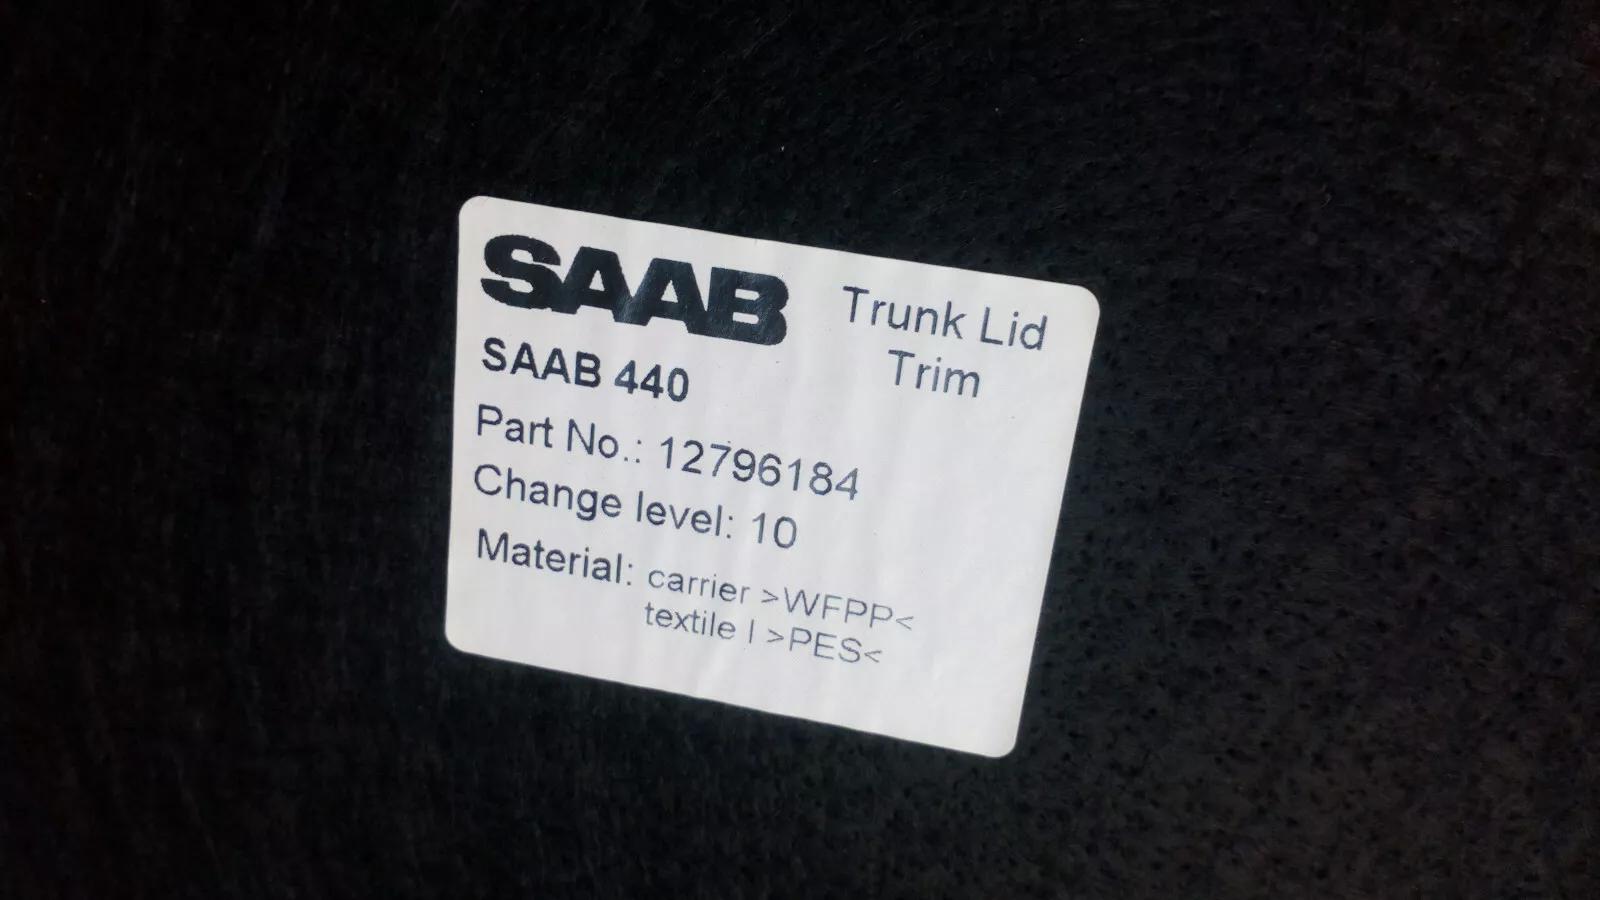 SAAB
Trunk Lid
Trim
SAAB 440
Part No.: 12796184
Change level: 10
Material: carrier >WFPP<
textile I >PES<